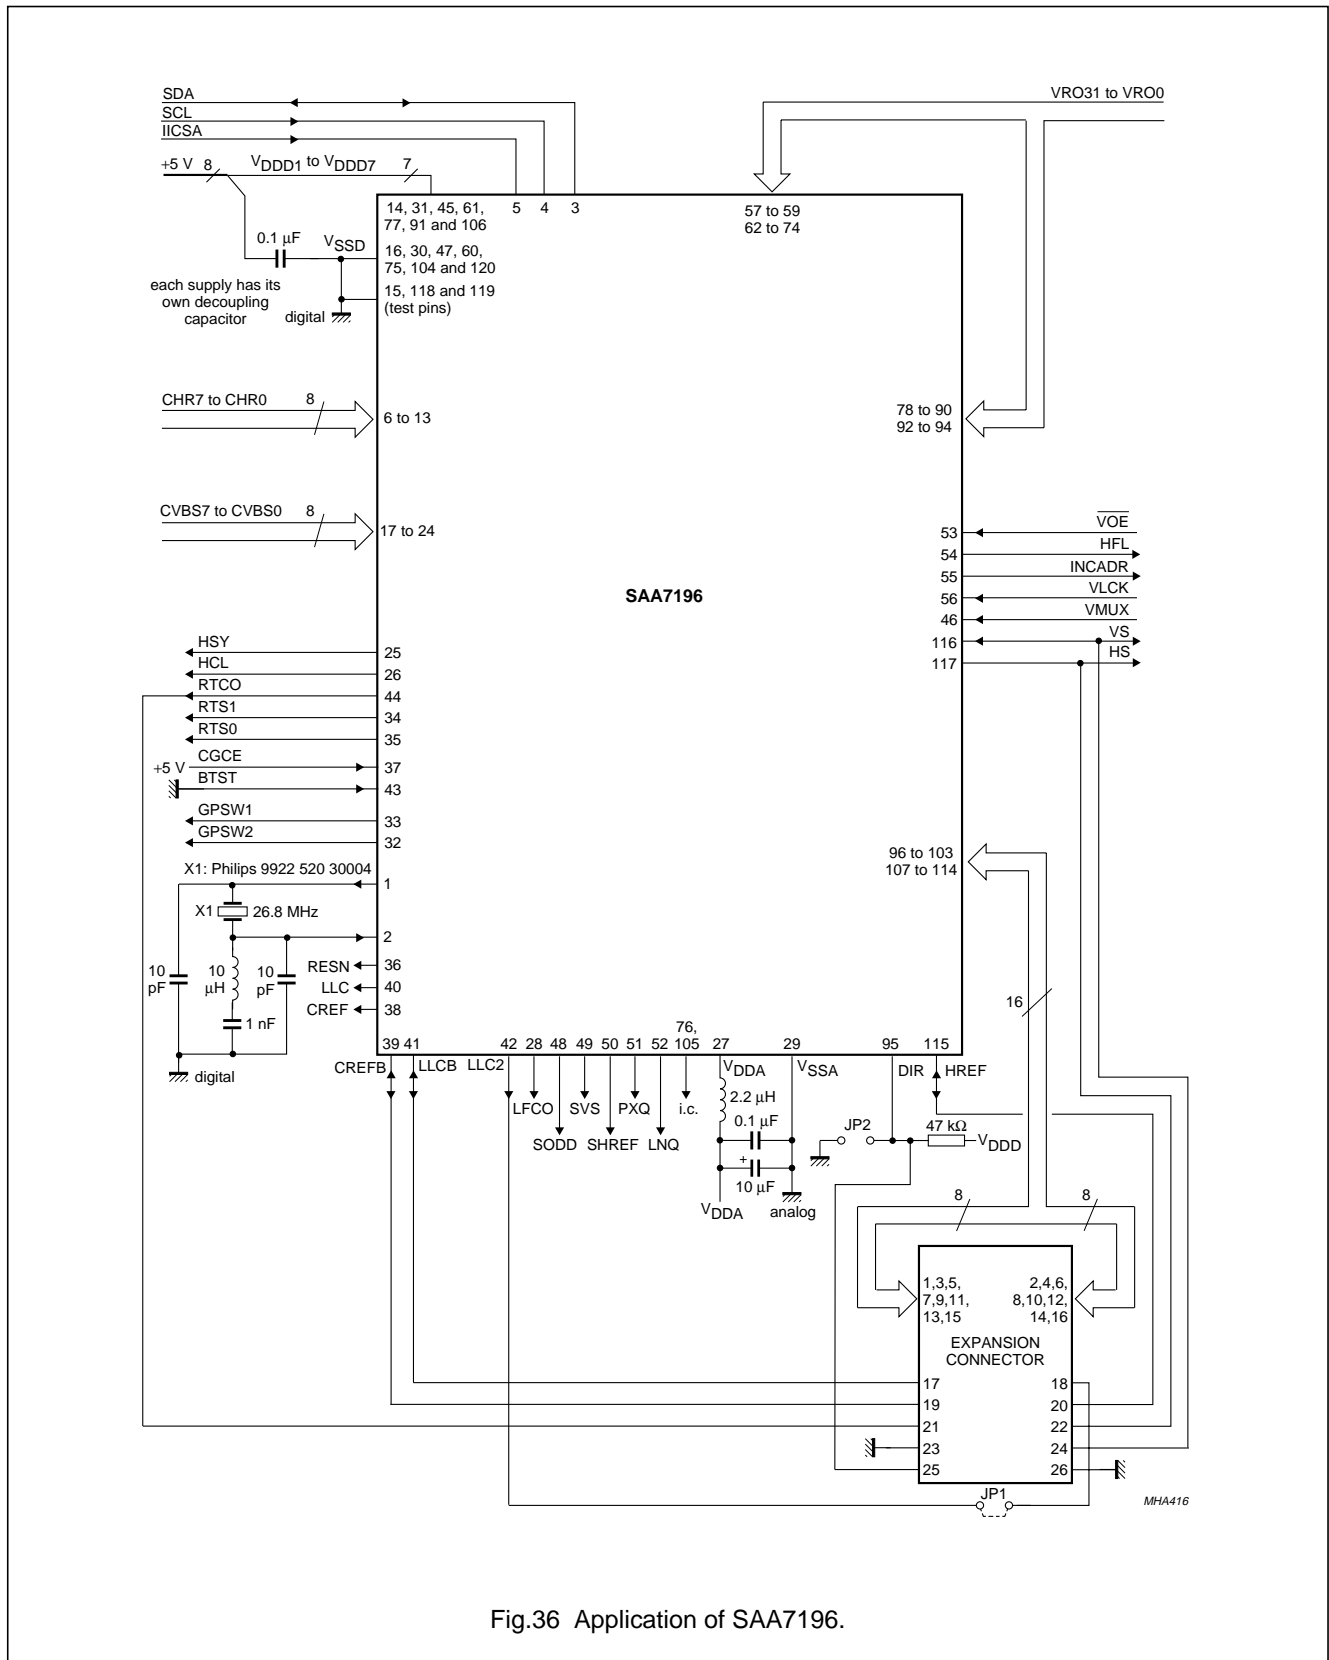 SDA
SCL
IICSA
+5 V 8 VDDD1 to VDDD7 7
VRO31 to VRO0
14, 31, 45, 61,
77, 91 and 106
5 4 3
57 to 59
62 to 74
0.1 μF
VSSD
16, 30, 47, 60,
75, 104 and 120
each supply has its
own decoupling
capacitor
digital
15, 118 and 119
(test pins)
CHR7 to CHR0 8
6 to 13
78 to 90
92 to 94
CVBS7 to CVBS0 8
17 to 24
SAA7196
53 VOE
54 HFL
55 INCADR
56 VLCK
46 VMUX
116 VS
117 HS
HSY 25
HCL 26
RTCO 44
RTS1 34
RTS0 35
+5 V CGCE 37
BTST 43
GPSW1 33
GPSW2 32
X1: Philips 9922 520 30004
1
X1 26.8 MHz
2
10
pF
10
μH
10
pF
1 nF
digital
RESN 36
LLC 40
CREF 38
96 to 103
107 to 114
16
39 41 42 28 48 49 50 51 52 76,
105 27 29 95 115
CREFB LLCB LLC2
LFCO SVS PXQ i.c.
SODD SHREF LNQ
VDDA VSSA DIR HREF
2.2 μH
0.1 μF
+
10 μF
VDDA analog
JP2 47 kΩ VDDD
8 8
1,3,5,
7,9,11,
13,15
2,4,6,
8,10,12,
14,16
EXPANSION
CONNECTOR
17 18
19 20
21 22
23 24
25 26
JP1
MHA416
Fig.36 Application of SAA7196.